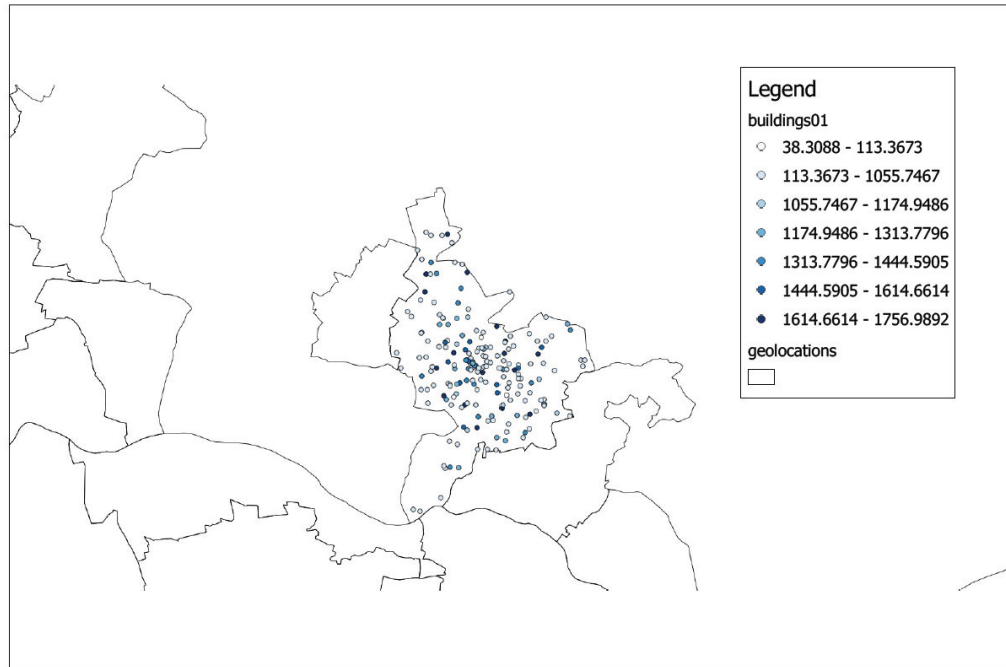 Legend
buildings01
38.3088 - 113.3673
113.3673 - 1055.7467
1055.7467 - 1174.9486
1174.9486 - 1313.7796
1313.7796 - 1444.5905
1444.5905 - 1614.6614
1614.6614 - 1756.9892
geolocations